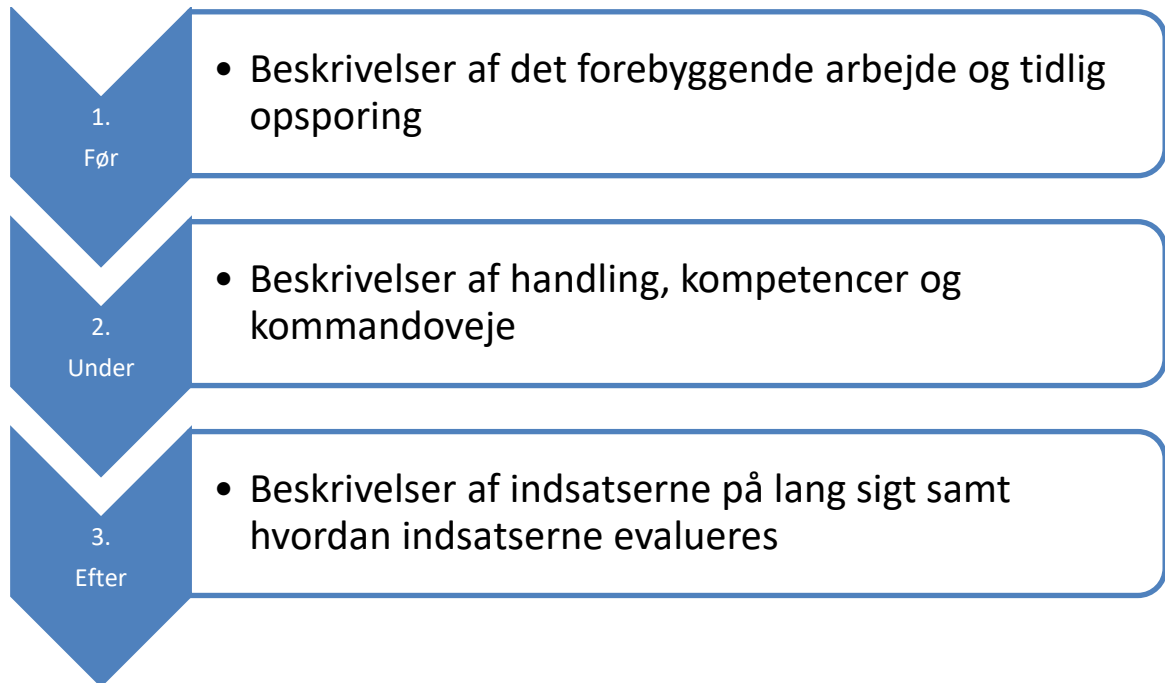 1.
Før
• Beskrivelser af det forebyggende arbejde og tidlig
opsporing
2.
Under
• Beskrivelser af handling, kompetencer og
kommandoveje
3.
Efter
• Beskrivelser af indsatserne på lang sigt samt
hvordan indsatserne evalueres